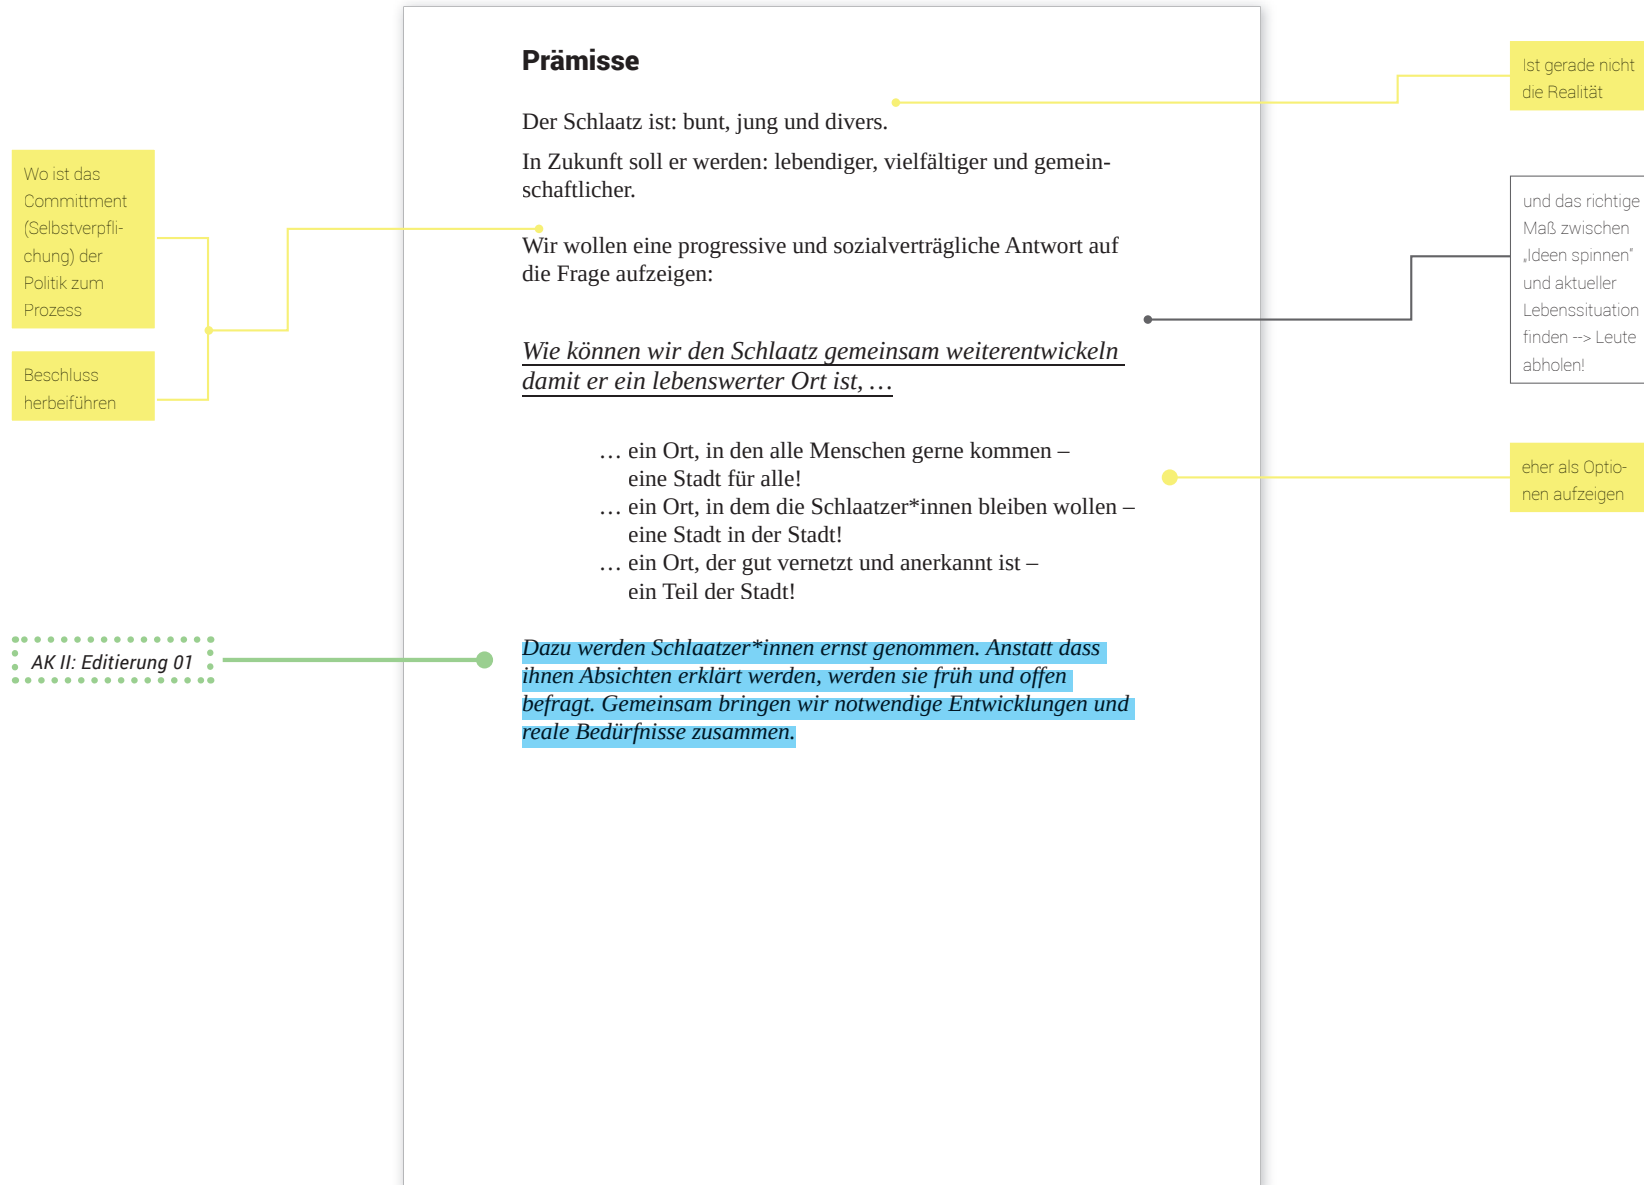 Prämisse
Der Schlaatz ist: bunt, jung und divers.
In Zukunft soll er werden: lebendiger, vielfältiger und gemein-
schaftlicher.
Wir wollen eine progressive und sozialverträgliche Antwort auf
die Frage aufzeigen:
Wie können wir den Schlaatz gemeinsam weiterentwickeln
damit er ein lebenswerter Ort ist, …
… ein Ort, in den alle Menschen gerne kommen –
eine Stadt für alle!
… ein Ort, in dem die Schlaatzer*innen bleiben wollen –
eine Stadt in der Stadt!
… ein Ort, der gut vernetzt und anerkannt ist –
ein Teil der Stadt!
Dazu werden Schlaatzer*innen ernst genommen. Anstatt dass
ihnen Absichten erklärt werden, werden sie früh und offen
befragt. Gemeinsam bringen wir notwendige Entwicklungen und
reale Bedürfnisse zusammen.
Wo ist das
Committment
(Selbstverpfli-
chung) der
Politik zum
Prozess
Beschluss
herbeiführen
AK II: Editierung 01
Ist gerade nicht
die Realität
und das richtige
Maß zwischen
„Ideen spinnen“
und aktueller
Lebenssituation
finden --> Leute
abholen!
eher als Optio-
nen aufzeigen